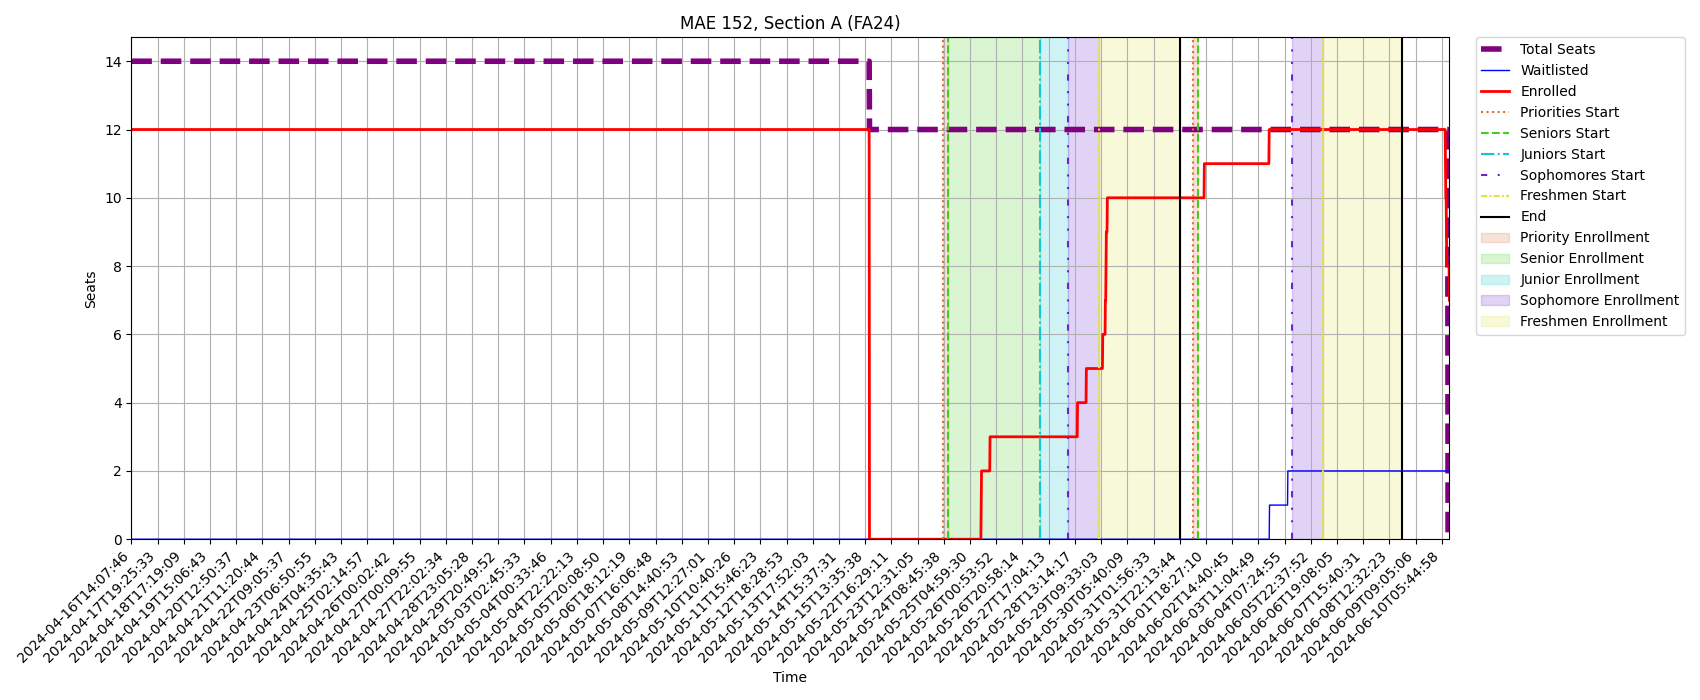 MAE 152, Section A (FA24)
Seats
14
12
10
8
6
4
2
0
Total Seats
Waitlisted
Enrolled
Priorities Start
Seniors Start
Juniors Start
Sophomores Start
Freshmen Start
End
Priority Enrollment
Senior Enrollment
Junior Enrollment
Sophomore Enrollment
Freshmen Enrollment
2024-04-16T14:07:46
2024-04-17T19:25:33
2024-04-18T17:19:09
2024-04-19T15:06:43
2024-04-20T12:50:37
2024-04-21T11:20:44
2024-04-22T09:05:37
2024-04-23T06:50:55
2024-04-24T04:35:43
2024-04-25T02:14:57
2024-04-26T00:02:42
2024-04-27T00:09:55
2024-04-27T22:02:34
2024-04-28T23:05:28
2024-04-29T20:49:52
2024-05-03T02:45:33
2024-05-04T00:33:46
2024-05-04T22:22:13
2024-05-05T20:08:50
2024-05-06T18:12:19
2024-05-07T16:06:48
2024-05-08T14:40:53
2024-05-09T12:27:01
2024-05-10T10:40:26
2024-05-11T15:46:23
2024-05-12T18:28:53
2024-05-13T17:52:03
2024-05-14T15:37:31
2024-05-15T13:35:38
2024-05-22T16:29:11
2024-05-23T12:31:05
2024-05-24T08:45:38
2024-05-25T04:59:30
2024-05-26T00:53:52
2024-05-26T20:58:14
2024-05-27T17:04:13
2024-05-28T13:14:17
2024-05-29T09:33:03
2024-05-30T05:40:09
2024-05-31T01:56:33
2024-05-31T22:13:44
2024-06-01T18:27:10
2024-06-02T14:40:45
2024-06-03T11:04:49
2024-06-04T07:24:55
2024-06-05T22:37:52
2024-06-06T19:08:05
2024-06-07T15:40:31
2024-06-08T12:32:23
2024-06-09T09:05:06
2024-06-10T05:44:58
Time